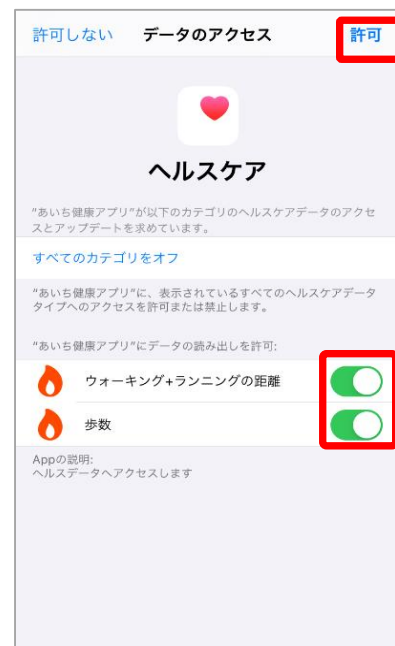 許可しない データのアクセス 許可
ヘルスケア
"あいち健康アプリ"が以下のカテゴリのヘルスケアデータのアクセ
スとアップデートを求めています。
すべてのカテゴリをオフ
"あいち健康アプリ"に、表示されているすべてのヘルスケアデータ
タイプへのアクセスを許可または禁止します。
"あいち健康アプリ"にデータの読み出しを許可:
ウォーキング+ランニングの距離
歩数
Appの説明:
ヘルスデータへアクセスします